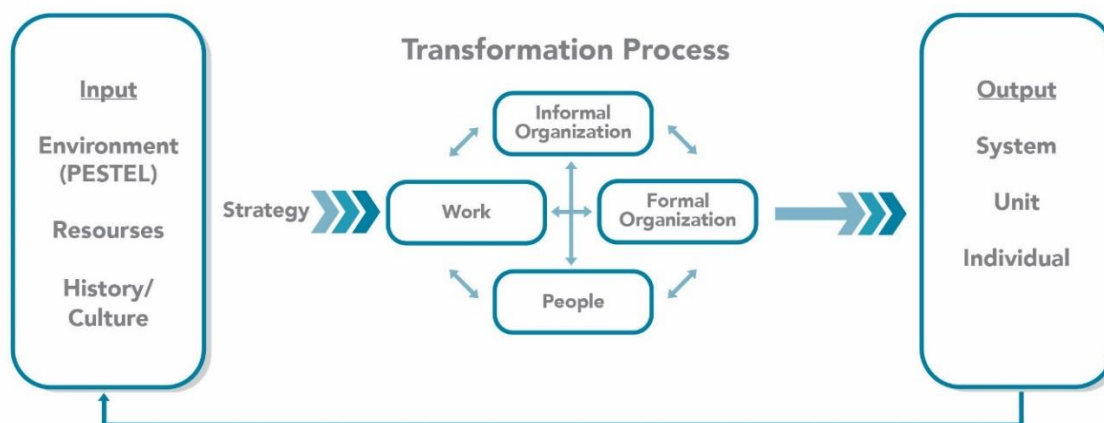 Transformation Process
Input
Environment
(PESTEL)
Resourses
History/
Culture
Strategy
Informal
Organization
Work
Formal
Organization
People
Output
System
Unit
Individual